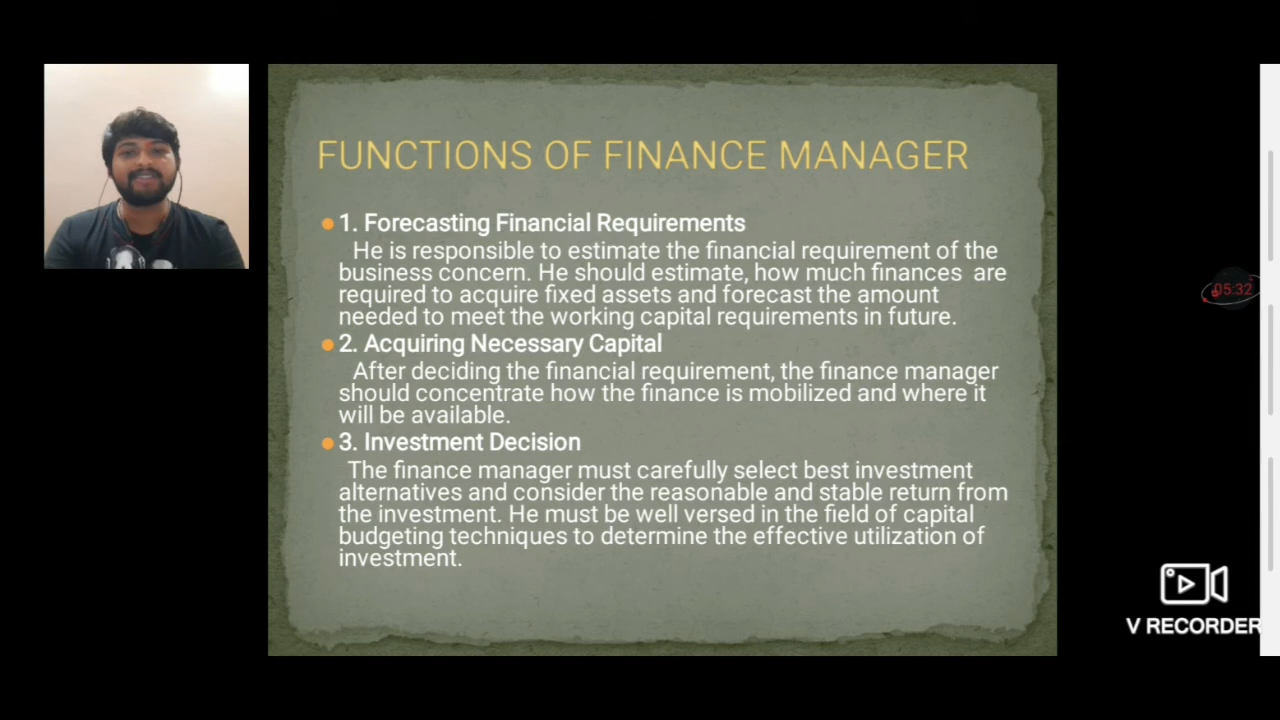 FUNCTIONS OF FINANCE MANAGER
1. Forecasting Financial Requirements
He is responsible to estimate the financial requirement of the
business concern. He should estimate, how much finances are
required to acquire fixed assets and forecast the amount
needed to meet the working capital requirements in future.
2. Acquiring Necessary Capital
After deciding the financial requirement, the finance manager
should concentrate how the finance is mobilized and where it
will be available.
3. Investment Decision
The finance manager must carefully select best investment
alternatives and consider the reasonable and stable return from
the investment. He must be well versed in the field of capital
budgeting techniques to determine the effective utilization of
investment.
05:32
V RECORDER